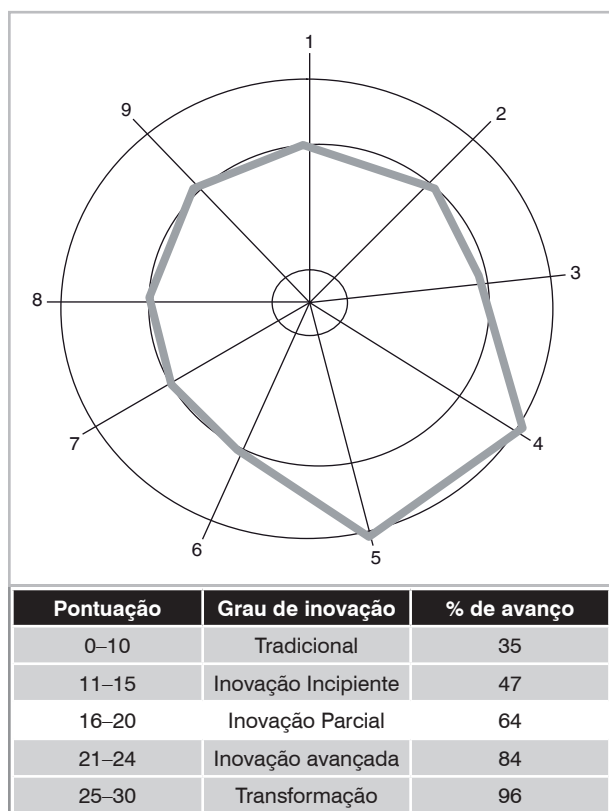 1
9
2
3
8
4
7
6
5
Pontuação Grau de inovação % de avanço
0–10 Tradicional 35
11–15 Inovação Incipiente 47
16–20 Inovação Parcial 64
21–24 Inovação avançada 84
25–30 Transformação 96